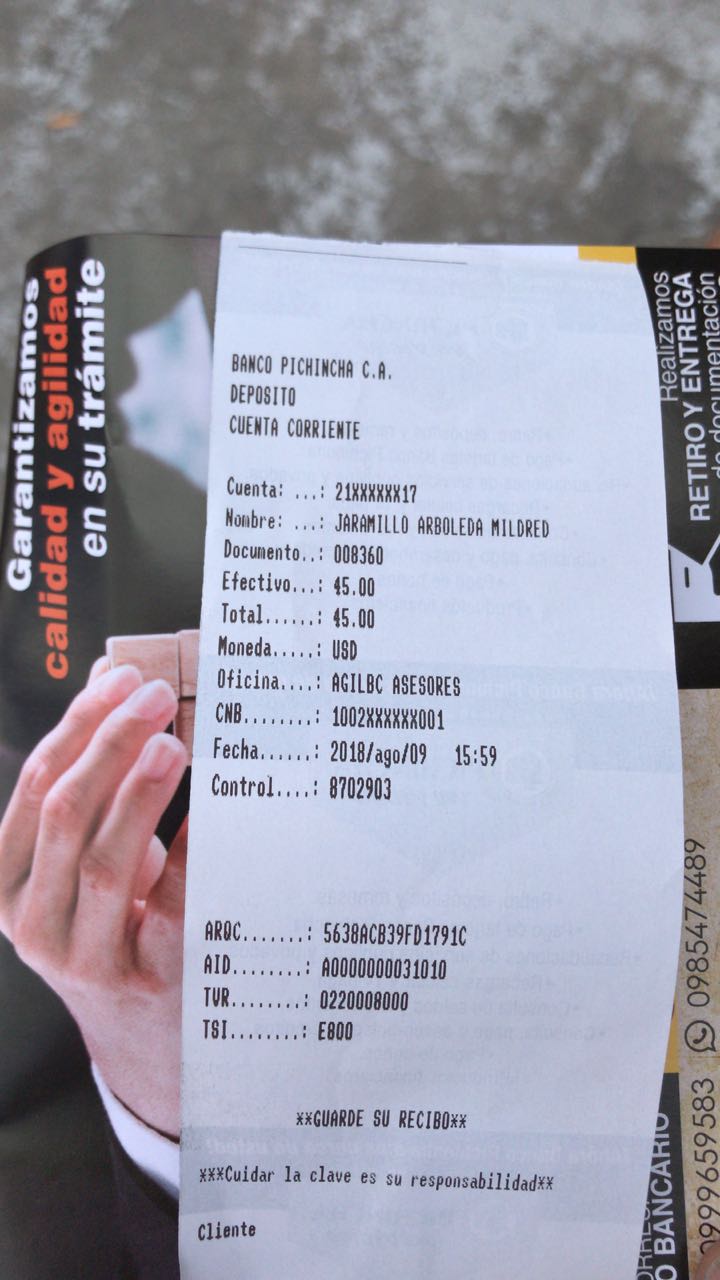 Garantizamos
calidad y agilidad
en su trámite
BANCO PICHINCHA C.A.
DEPOSITO
CUENTA CORRIENTE
Cuenta: ...: 21XXXXXX17
Nombre: ...: JARAMILLO ARBOLEDA MILDRED
Documento..: 008360
Efectivo...: 45.00
Total......: 45.00
Moneda.....: USD
Oficina....: AGILBC ASESORES
CNB........: 1002XXXXXX001
Fecha......: 2018/ago/09 15:59
Control....: 8702903
ARQC.......: 5638ACB39FD1791C
AID........: A0000000031010
TVR........: 0220008000
TSI........: E800
**GUARDE SU RECIBO**
***Cuidar la clave es su responsabilidad**
Cliente
Realizamos
RETIRO Y ENTREGA
de documentación
0985474489
0999659583
BANCARIO